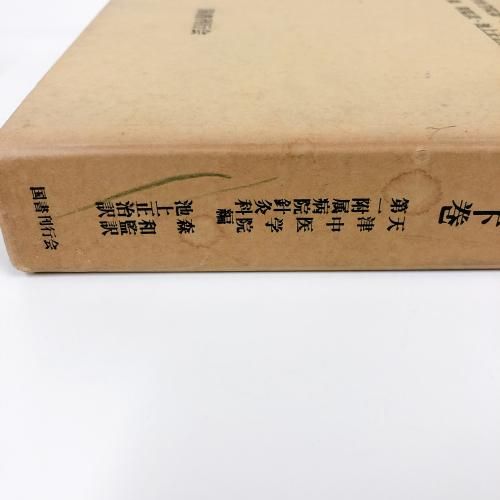 下巻
天津中医学院
第一附属病院針灸科編
森和監訳
池上正治訳
国書刊行会